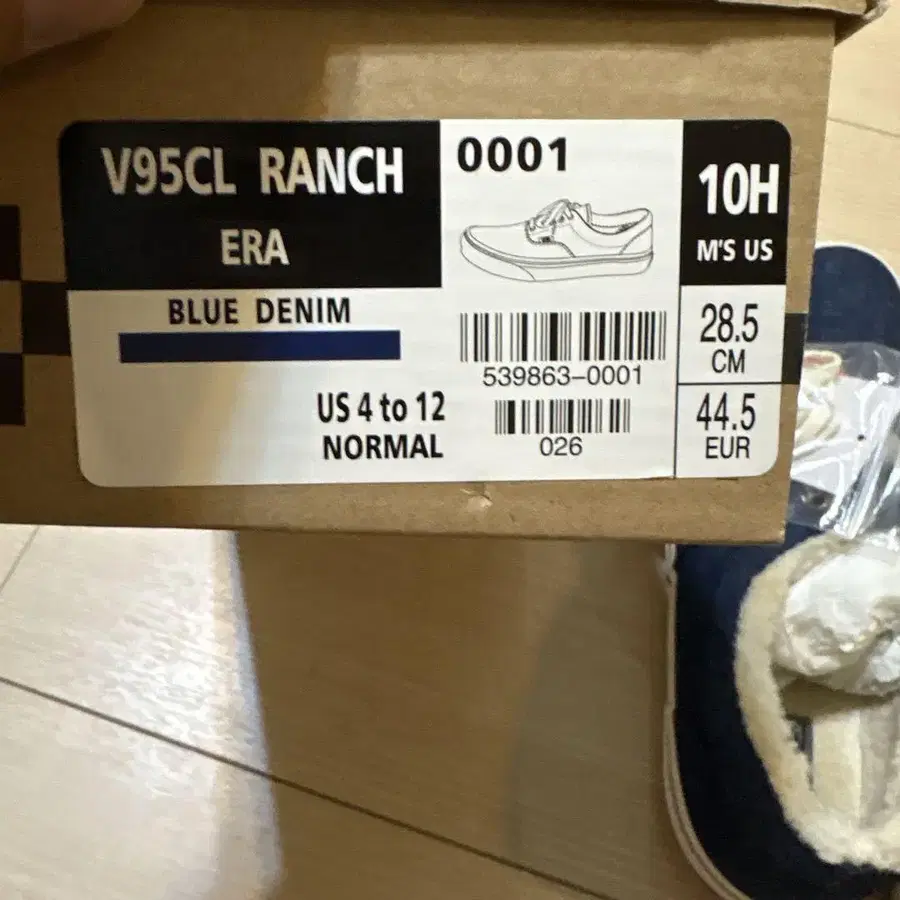 V95CL RANCH
ERA
BLUE DENIM
US 4 to 12
NORMAL
0001
539863-0001
026
10H
M'S US
28.5
CM
44.5
EUR